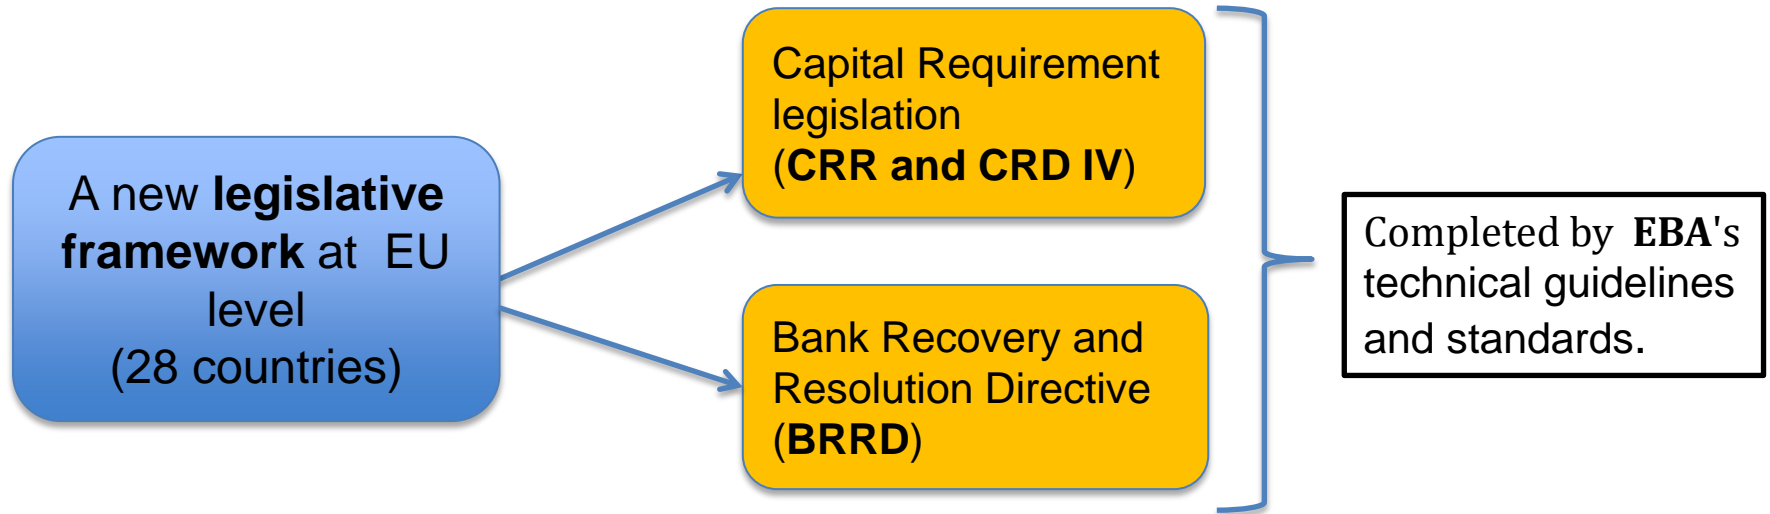 A new legislative
framework at EU
level
(28 countries)
Capital Requirement
legislation
(CRR and CRD IV)
Bank Recovery and
Resolution Directive
(BRRD)
Completed by EBA's
technical guidelines
and standards.